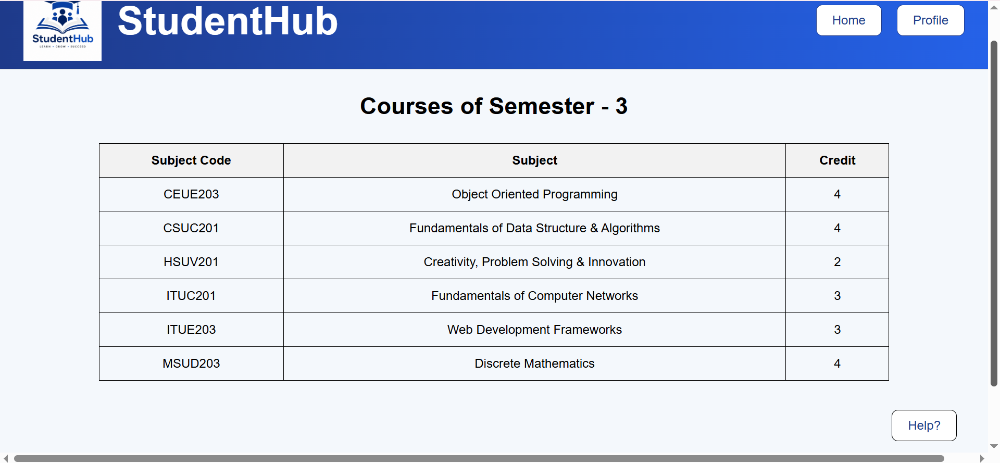 StudentHub
LEARN • GROW • SUCCEED
StudentHub
Home
Profile
Courses of Semester - 3
Subject Code Subject Credit
CEUE203 Object Oriented Programming 4
CSUC201 Fundamentals of Data Structure & Algorithms 4
HSUV201 Creativity, Problem Solving & Innovation 2
ITUC201 Fundamentals of Computer Networks 3
ITUE203 Web Development Frameworks 3
MSUD203 Discrete Mathematics 4
Help?